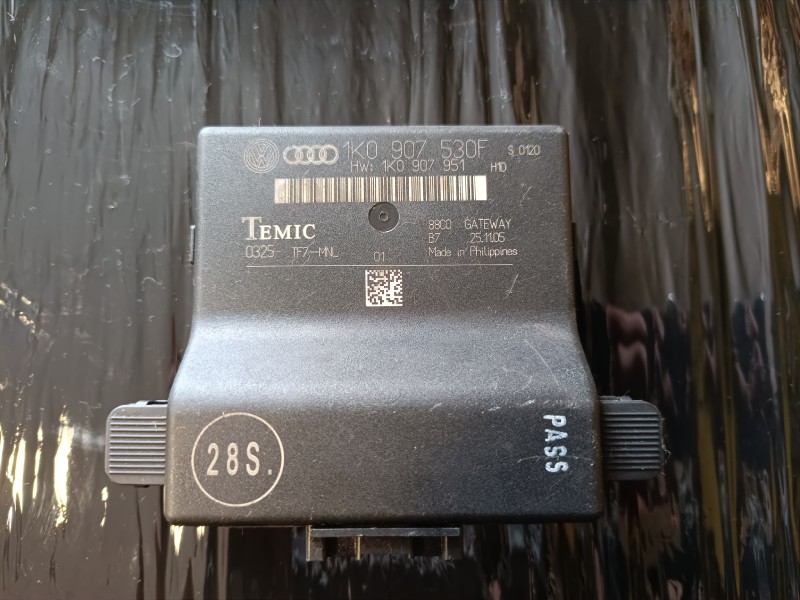 1K0 907 530F S_0120
HW: 1K0 907 951 H10
TEMIC 88C0 GATEWAY
B7 25.11.05
0325 TF7-MNL 01 Made in Philippines
28S.
PASS